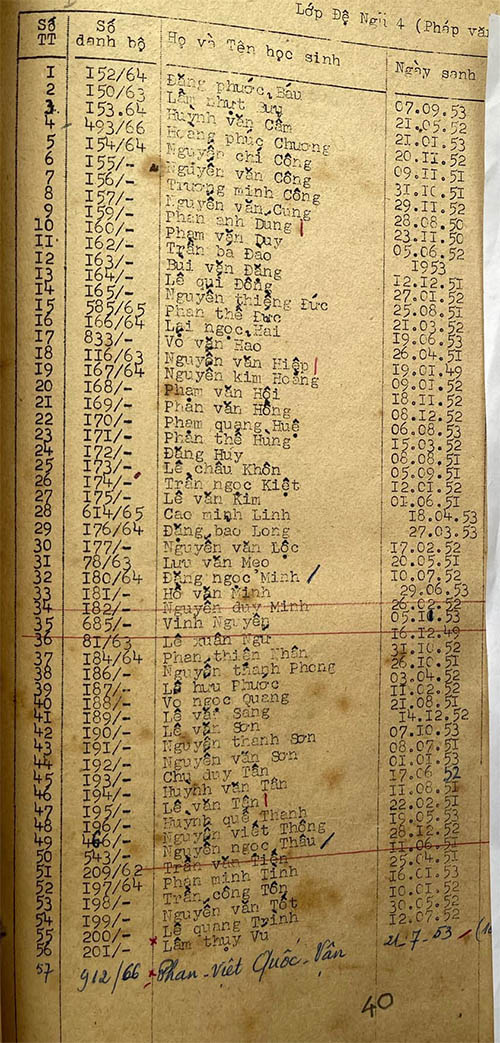 Lớp Đệ Ngũ 4 (Pháp văn
Số TT Số danh bộ Họ và Tên học sinh Ngày sanh
1 152/64 Đặng phước Báu 07.09.53
2 150/63 Lâm nhựt Buy 21.05.52
3 153.64 Huỳnh văn Cẩm 21.01.53
4 493/66 Hoàng phúc Chương 20.11.52
5 154/64 Nguyễn chí Công 09.11.51
6 155/- Nguyễn văn Công 31.10.51
7 156/- Trương minh Công 29.11.52
8 157/- Nguyễn văn Cung 28.08.50
9 159/- Phan anh Dung 23.11.50
10 160/- Phạm văn Duy 05.06.52
11 162/- Trần bá Đạo 1953
12 163/- Bùi văn Đăng 12.12.51
13 164/- Lê quí Đông 27.01.52
14 165/- Nguyễn thiện Đức 25.08.51
15 585/65 Phan thế Đức 21.03.52
16 166/64 Lại ngọc Hai 19.06.53
17 833/- Võ văn Hao 26.04.51
18 116/63 Nguyễn văn Hiệp 19.01.49
19 167/64 Nguyễn kim Hoàng 09.01.52
20 168/- Phạm văn Hội 18.11.52
21 169/- Phan văn Hồng 08.12.52
22 170/- Phạm quang Huê 06.08.53
23 171/- Phan thế Hùng 15.03.52
24 172/- Đặng Huy 08.08.51
25 173/- Lê châu Khôn 05.09.51
26 174/- Trần ngọc Kiệt 12.01.52
27 175/- Lê văn Kim 01.06.51
28 614/65 Cao minh Linh 18.04.53
29 176/64 Đặng bao Long 27.03.53
30 177/- Nguyễn văn Lộc 17.02.52
31 78/63 Lưu văn Mẹo 20.05.51
32 180/64 Đặng ngọc Minh 10.07.52
33 181/- Hồ văn Minh 29.06.53
34 182/- Nguyễn duy Minh 26.02.52
35 685/- Vinh Nguyên
36 81/63 Lê xuân Ngư 16.12.49
37 184/64 Phan thiện Nhân 31.10.52
38 186/- Nguyễn thanh Phong 26.10.51
39 187/- Lê hưu Phước 03.04.52
40 188/- Vo ngọc Quang 11.02.52
41 189/- Lê văn Sang 21.08.51
42 190/- Lê văn Sơn 14.12.52
43 191/- Nguyễn thanh Sơn 07.10.53
44 192/- Nguyễn văn Sơn 08.07.51
45 193/- Chu duy Tân 01.01.53
46 194/- Huỳnh văn Tân 17.06 52
47 195/- Lê văn Tên 11.08.51
48 196/- Huỳnh quế Thanh 22.02.51
49 466/- Nguyễn viết Thông 19.05.53
50 543/- Nguyễn ngọc Thâu 28.12.52
51 209/62 Trần văn Tiện 11.06.51
52 197/64 Phạm minh Tinh 25.04.51
53 198/- Trần công Tôn 16.01.53
54 199/- Nguyễn văn Tốt 10.01.52
55 200/- Lê quang Trình 30.05.52
56 201/- Lâm thụy Vu 12.07.52
57 912/66 Phan-Viết Quốc-Vân 21-7-53
40